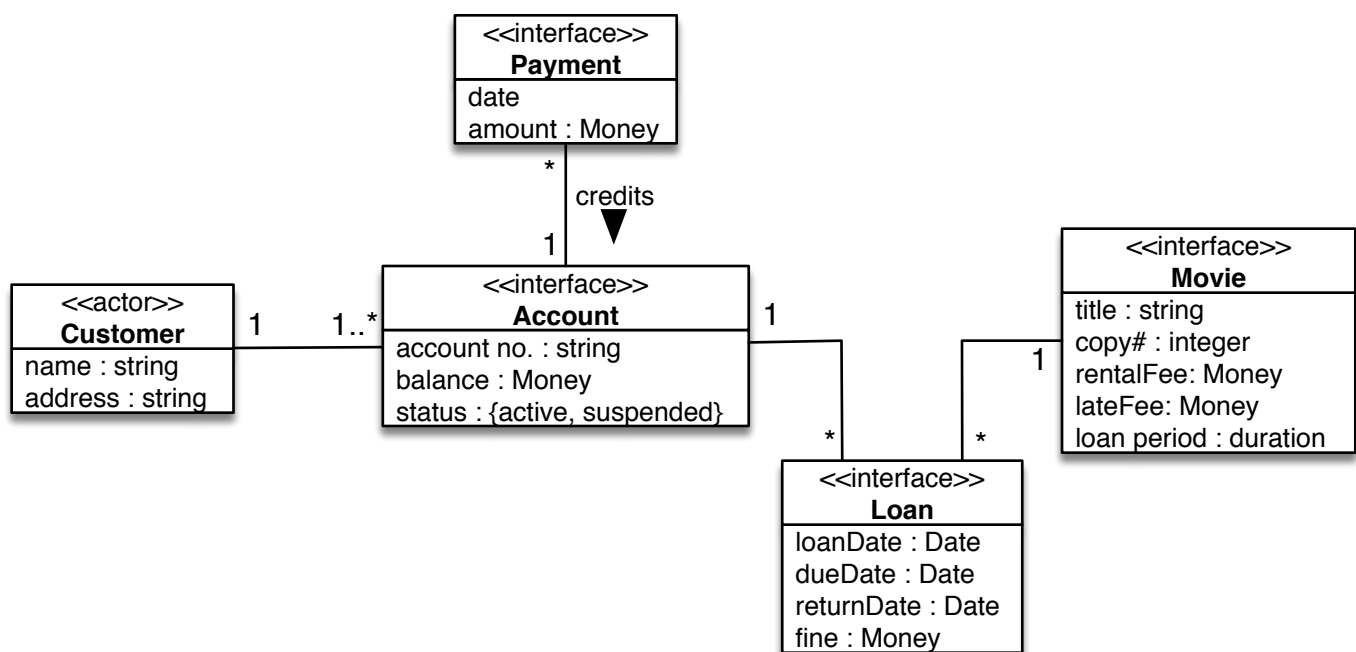 <<interface>>
Payment
date
amount : Money
*
credits
1
<<actor>>
Customer
name : string
address : string
1
1..*
<<interface>>
Account
account no. : string
balance : Money
status : {active, suspended}
1
*
<<interface>>
Movie
title : string
copy# : integer
rentalFee: Money
lateFee: Money
loan period : duration
1
*
<<interface>>
Loan
loanDate : Date
dueDate : Date
returnDate : Date
fine : Money